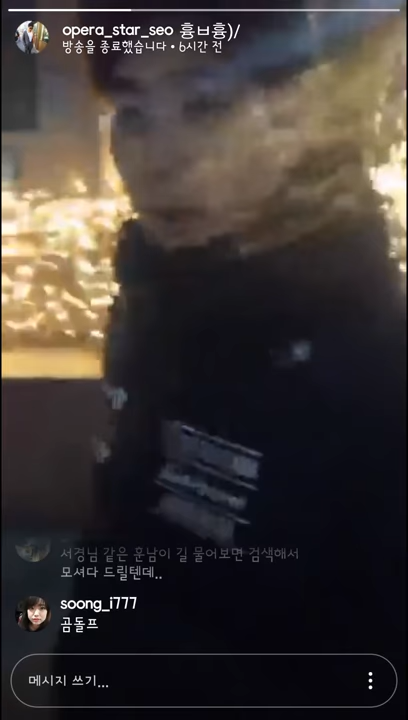 opera_star_seo 흥ㅂ흥)/
방송을 종료했습니다 • 6시간 전
서경님 같은 훈남이 길 물어보면 검색해서
모셔다 드릴텐데..
soong_i777
곰돌프
메시지 쓰기...